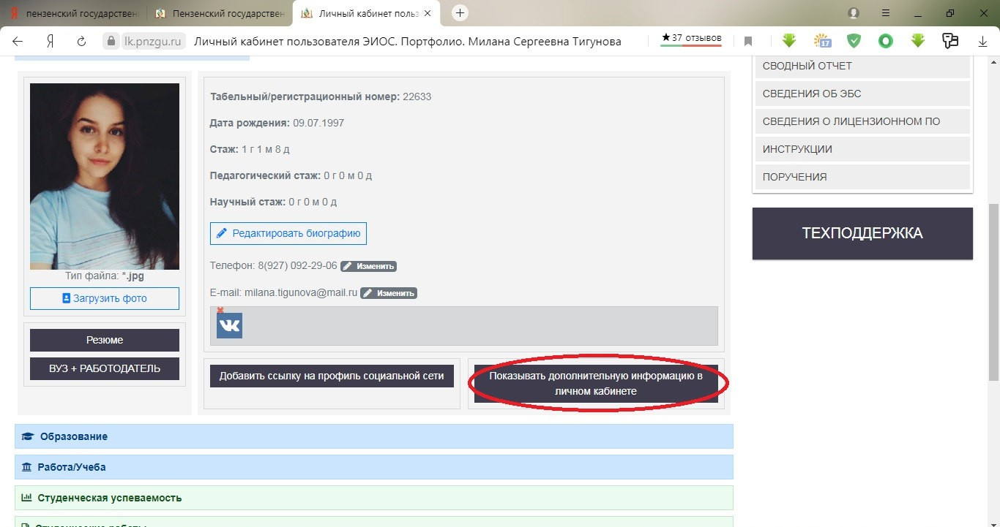 пензенский государственн
Пензенский государствен
Личный кабинет польз
lk.pnzgu.ru
Личный кабинет пользователя ЭИОС. Портфолио. Милана Сергеевна Тигунова
★37 отзывов
17
Табельный/регистрационный номер: 22633
Дата рождения: 09.07.1997
Стаж: 1 г 1 м 8 д
Педагогический стаж: 0 г 0 м 0 д
Научный стаж: 0 г 0 м 0 д
Редактировать биографию
Телефон: 8(927) 092-29-06 Изменить
E-mail: milana.tigunova@mail.ru Изменить
Тип файла: *.jpg
Загрузить фото
Резюме
ВУЗ + РАБОТОДАТЕЛЬ
Добавить ссылку на профиль социальной сети
Показывать дополнительную информацию в
личном кабинете
СВОДНЫЙ ОТЧЕТ
СВЕДЕНИЯ ОБ ЭБС
СВЕДЕНИЯ О ЛИЦЕНЗИОННОМ ПО
ИНСТРУКЦИИ
ПОРУЧЕНИЯ
ТЕХПОДДЕРЖКА
Образование
Работа/Учеба
Студенческая успеваемость
Студенческие работы